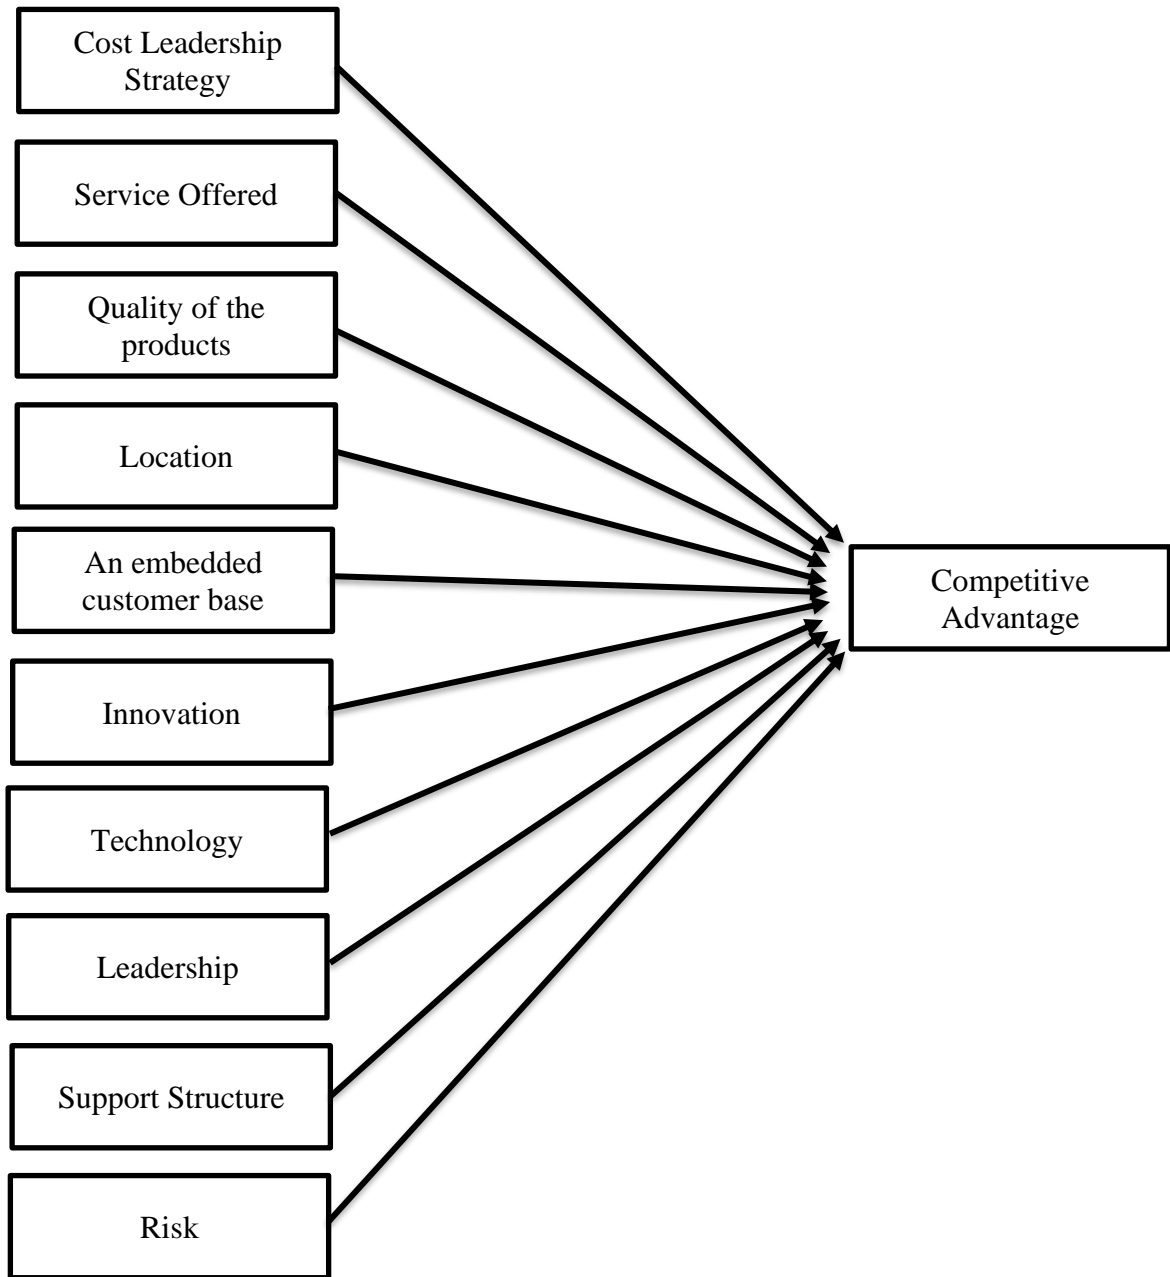 Cost Leadership
Strategy
Service Offered
Quality of the
products
Location
An embedded
customer base
Innovation
Technology
Leadership
Support Structure
Risk
Competitive
Advantage